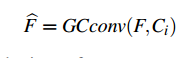 F̂ = GCconv(F, C_i)